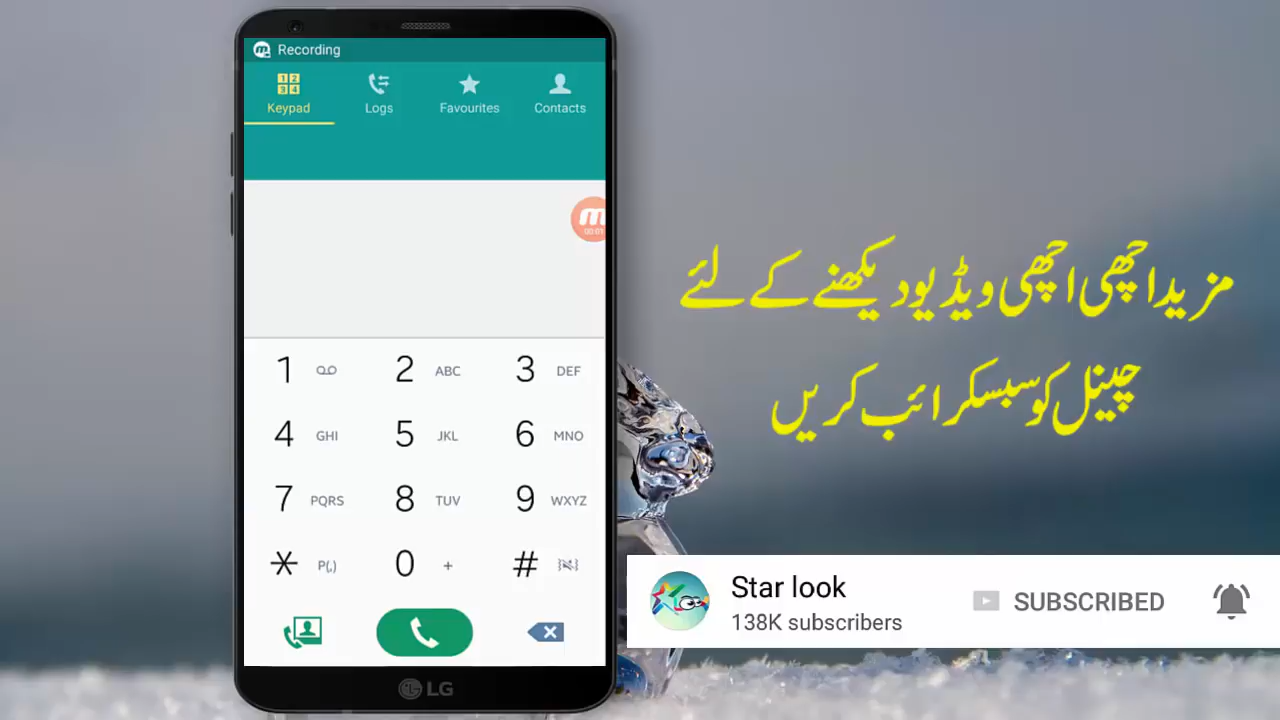 Recording
Keypad Logs Favourites Contacts
00:01
1 2 ABC 3 DEF
4 GHI 5 JKL 6 MNO
7 PQRS 8 TUV 9 WXYZ
* P(,) 0 + #
LG
مزید اچھی اچھی ویڈیو دیکھنے کے لئے
چینل کو سبسکرائب کریں
Star look
138K subscribers
SUBSCRIBED